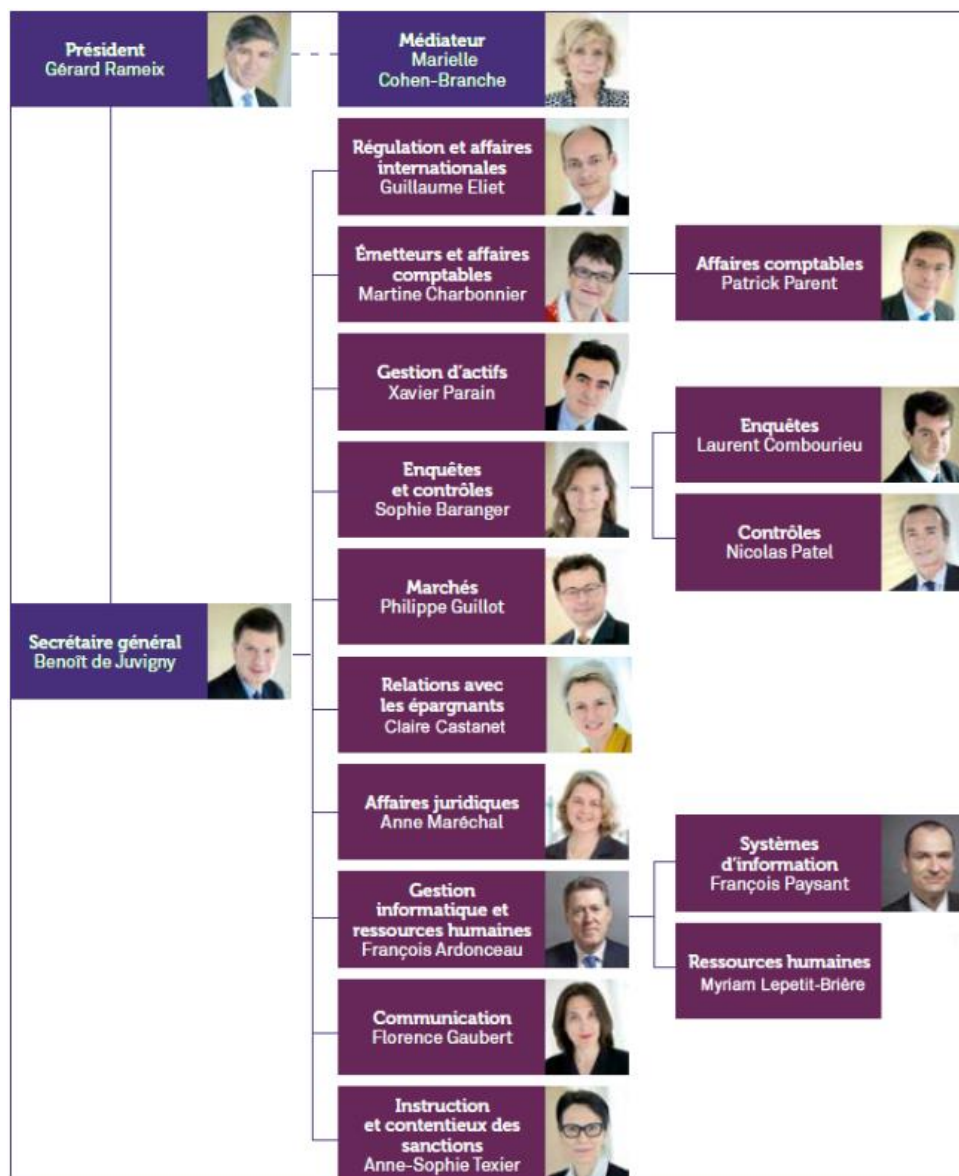 Président
Gérard Rameix
Médiateur
Marielle
Cohen-Branche
Régulation et affaires
internationales
Guillaume Eliet
Émetteurs et affaires
comptables
Martine Charbonnier
Affaires comptables
Patrick Parent
Gestion d'actifs
Xavier Parain
Enquêtes
et contrôles
Sophie Baranger
Enquêtes
Laurent Combourieu
Contrôles
Nicolas Patel
Marchés
Philippe Guillot
Secrétaire général
Benoît de Juvigny
Relations avec
les épargnants
Claire Castanet
Affaires juridiques
Anne Maréchal
Gestion
informatique et
ressources humaines
François Ardonceau
Systèmes
d'information
François Paysant
Ressources humaines
Myriam Lepetit-Brière
Communication
Florence Gaubert
Instruction
et contentieux des
sanctions
Anne-Sophie Texier